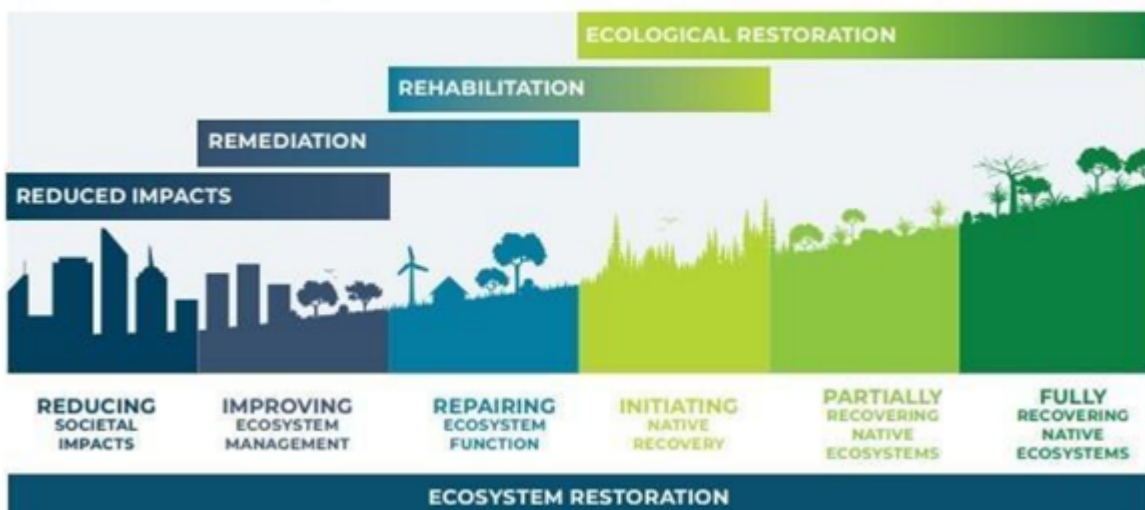 ECOLOGICAL RESTORATION
REHABILITATION
REMEDIATION
REDUCED IMPACTS
REDUCING
SOCIETAL
IMPACTS
IMPROVING
ECOSYSTEM
MANAGEMENT
REPAIRING
ECOSYSTEM
FUNCTION
INITIATING
NATIVE
RECOVERY
PARTIALLY
RECOVERING
NATIVE
ECOSYSTEMS
FULLY
RECOVERING
NATIVE
ECOSYSTEMS
ECOSYSTEM RESTORATION